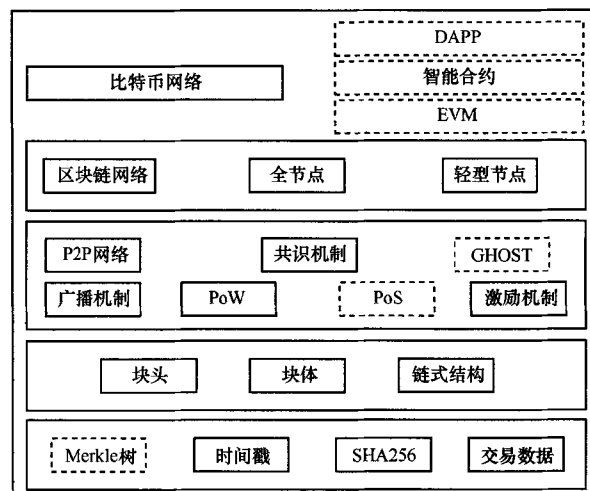 DAPP
比特币网络
智能合约
EVM
区块链网络 全节点 轻型节点
P2P网络 共识机制 GHOST
广播机制 PoW PoS 激励机制
块头 块体 链式结构
Merkle树 时间戳 SHA256 交易数据